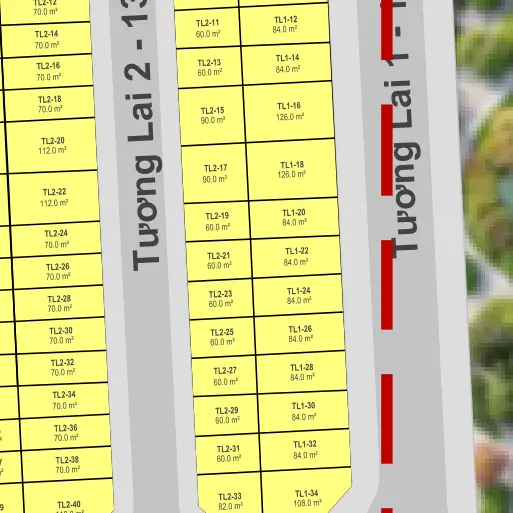 TL2-12
70.0 m²
TL2-14
70.0 m²
TL2-16
70.0 m²
TL2-18
70.0 m²
TL2-20
112.0 m²
TL2-22
112.0 m²
TL2-24
70.0 m²
TL2-26
70.0 m²
TL2-28
70.0 m²
TL2-30
70.0 m²
TL2-32
70.0 m²
TL2-34
70.0 m²
TL2-36
70.0 m²
TL2-38
70.0 m²
TL2-40
Tương Lai 2 - 13
TL2-11
60.0 m²
TL2-13
60.0 m²
TL2-15
90.0 m²
TL2-17
90.0 m²
TL2-19
60.0 m²
TL2-21
60.0 m²
TL2-23
60.0 m²
TL2-25
60.0 m²
TL2-27
60.0 m²
TL2-29
60.0 m²
TL2-31
60.0 m²
TL2-33
82.0 m²
TL1-12
84.0 m²
TL1-14
84.0 m²
TL1-16
126.0 m²
TL1-18
126.0 m²
TL1-20
84.0 m²
TL1-22
84.0 m²
TL1-24
84.0 m²
TL1-26
84.0 m²
TL1-28
84.0 m²
TL1-30
84.0 m²
TL1-32
84.0 m²
TL1-34
108.0 m²
Tương Lai 1 -